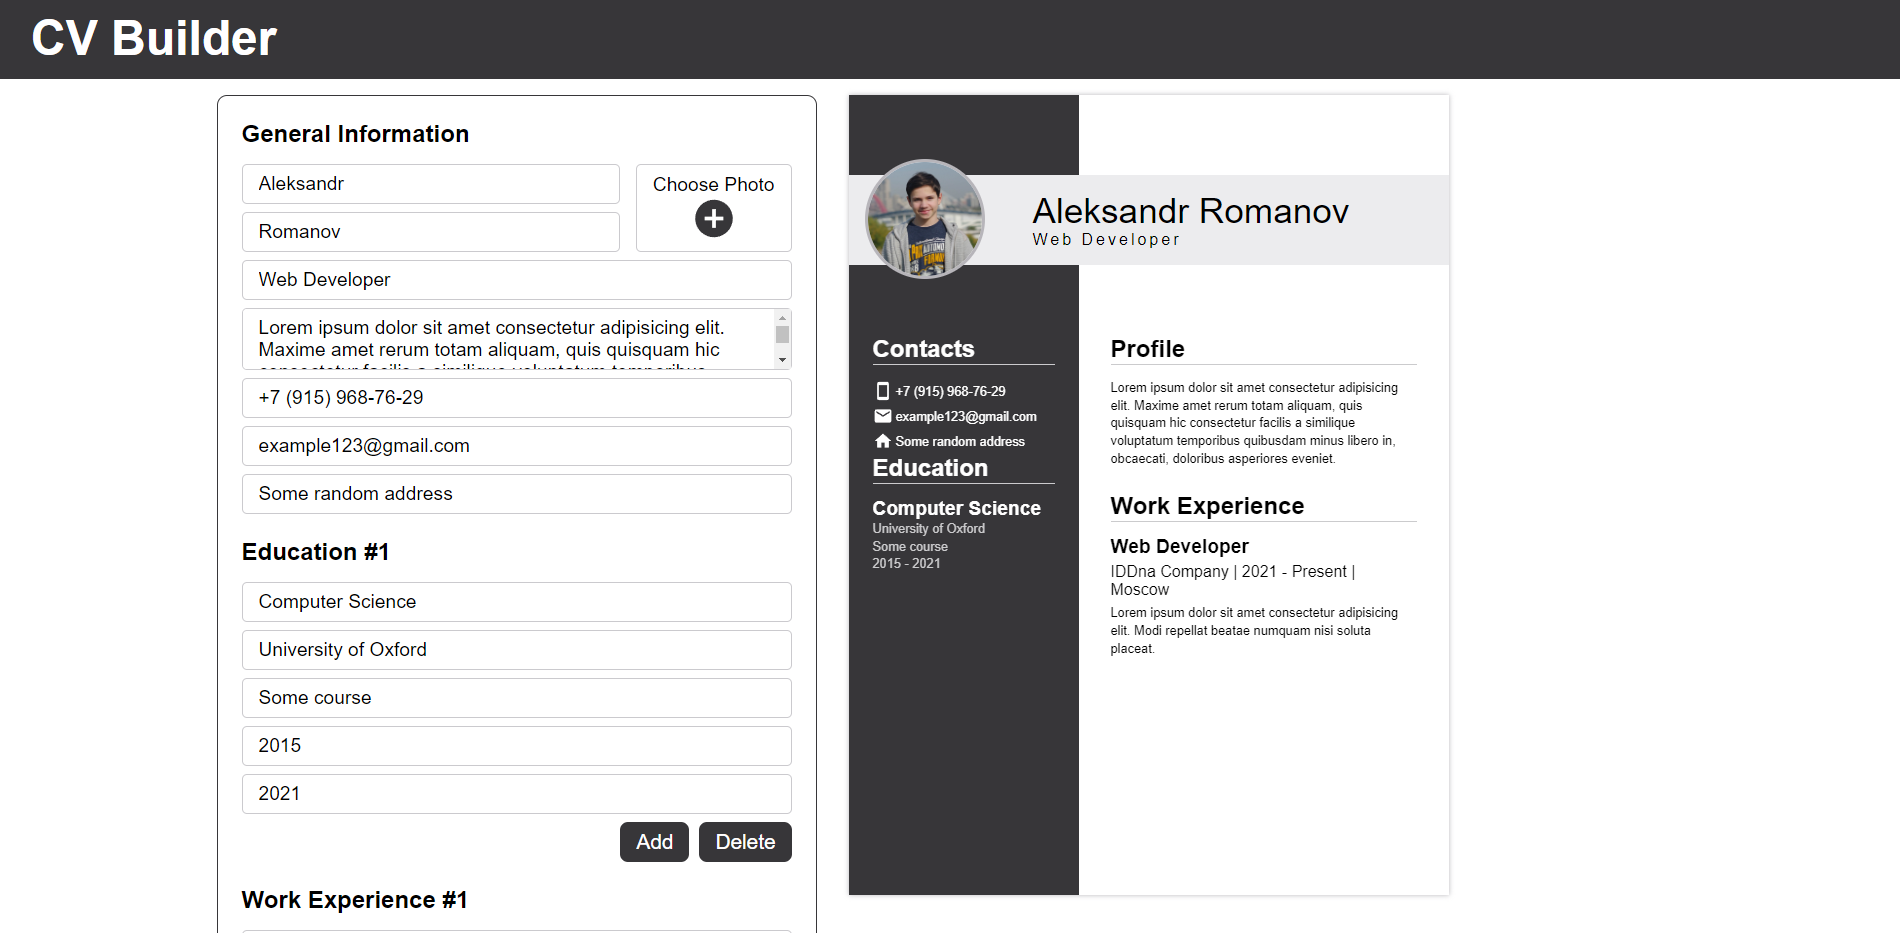 CV Builder
General Information
Aleksandr
Choose Photo
Romanov
Web Developer
Lorem ipsum dolor sit amet consectetur adipisicing elit.
Maxime amet rerum totam aliquam, quis quisquam hic
consectetur facilis a similique voluptatum temporibus
+7 (915) 968-76-29
example123@gmail.com
Some random address
Education #1
Computer Science
University of Oxford
Some course
2015
2021
Add
Delete
Work Experience #1
Aleksandr Romanov
Web Developer
Contacts
+7 (915) 968-76-29
example123@gmail.com
Some random address
Education
Computer Science
University of Oxford
Some course
2015 - 2021
Profile
Lorem ipsum dolor sit amet consectetur adipisicing
elit. Maxime amet rerum totam aliquam, quis
quisquam hic consectetur facilis a similique
voluptatum temporibus quibusdam minus libero in,
obcaecati, doloribus asperiores eveniet.
Work Experience
Web Developer
IDDna Company | 2021 - Present |
Moscow
Lorem ipsum dolor sit amet consectetur adipisicing
elit. Modi repellat beatae numquam nisi soluta
placeat.